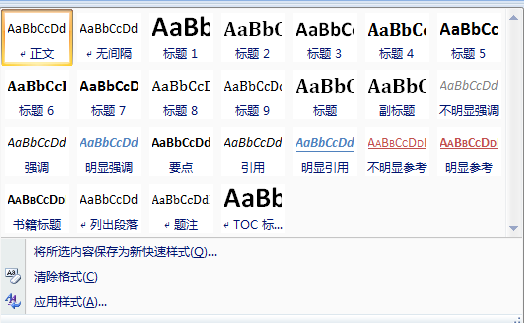 AaBbCcDd AaBbCcDd AaBb AaBbC AaBbCc AaBbCc AaBbCc
↵ 正文 ↵ 无间隔 标题 1 标题 2 标题 3 标题 4 标题 5
AaBbCcI AaBbCcD AaBbCcD AaBbCcD AaBb AaBbC AaBbCcDd
标题 6 标题 7 标题 8 标题 9 标题 副标题 不明显强调
AaBbCcDd AaBbCcDd AaBbCcDd AaBbCcDd AaBbCcDd AaBbCcDd AaBbCcDd
强调 明显强调 要点 引用 明显引用 不明显参考 明显参考
AaBbCcDd AaBbCcDd AaBbCcDd AaBb
书籍标题 ↵ 列出段落 ↵ 题注 ↵ TOC 标...
将所选内容保存为新快速样式(Q)...
清除格式(C)
应用样式(A)...